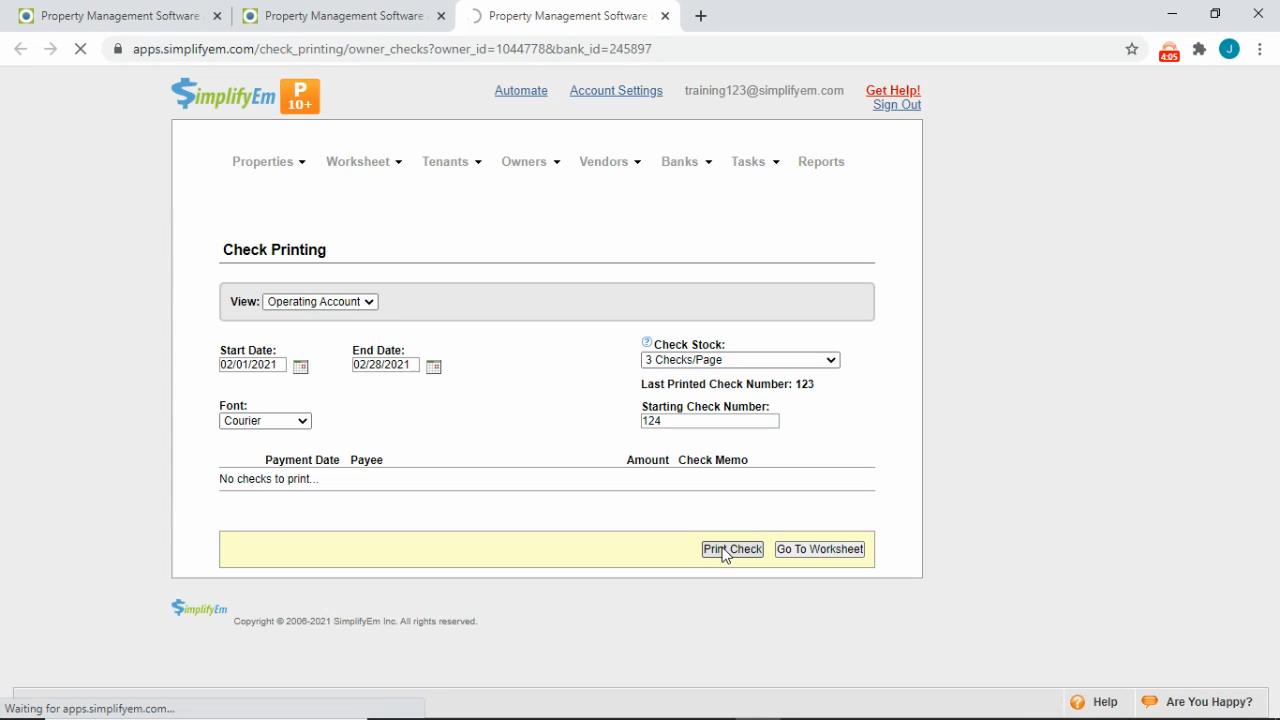 Property Management Software
Property Management Software
Property Management Software
apps.simplifyem.com/check_printing/owner_checks?owner_id=1044778&bank_id=245897
4:05
J
SimplifyEm
P
10+
Automate
Account Settings
training123@simplifyem.com
Get Help!
Sign Out
Properties
Worksheet
Tenants
Owners
Vendors
Banks
Tasks
Reports
Check Printing
View: Operating Account
Start Date:
02/01/2021
End Date:
02/28/2021
? Check Stock:
3 Checks/Page
Last Printed Check Number: 123
Font:
Courier
Starting Check Number:
124
Payment Date Payee Amount Check Memo
No checks to print...
Print Check
Go To Worksheet
SimplifyEm
Copyright © 2006-2021 SimplifyEm Inc. All rights reserved.
? Help
Are You Happy?
Waiting for apps.simplifyem.com...